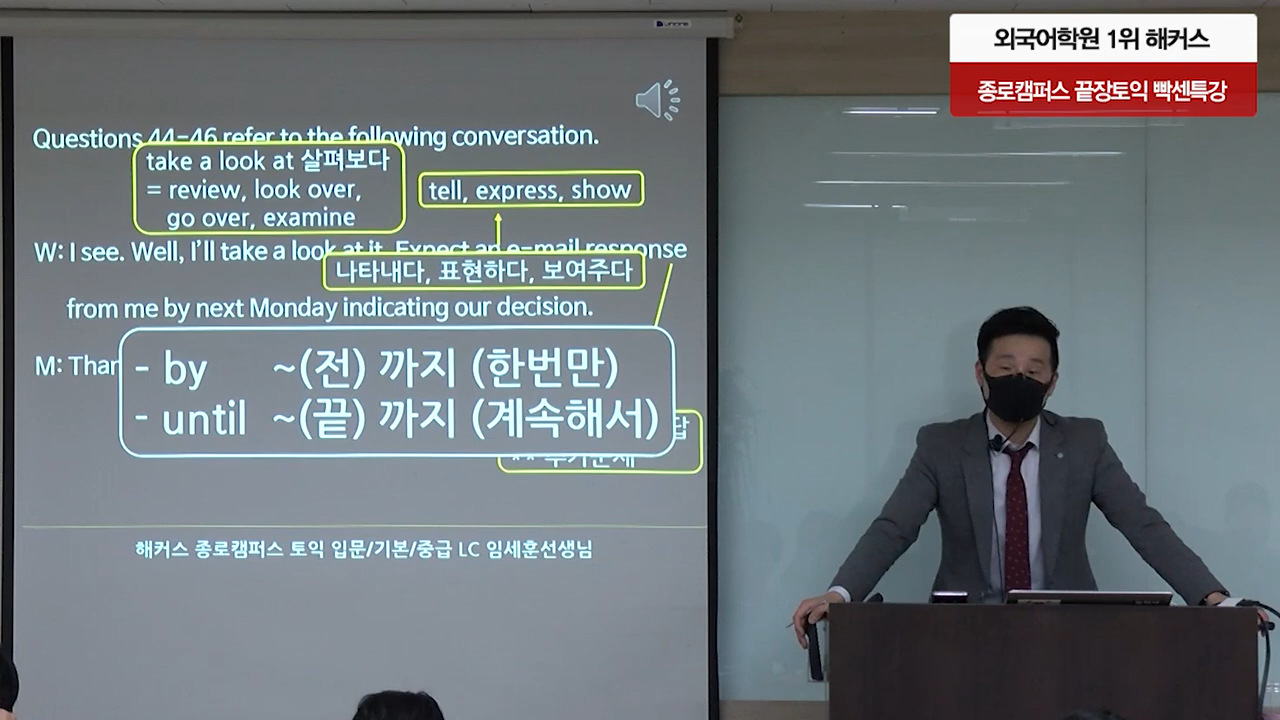 외국어학원 1위 해커스
종로캠퍼스 끝장토익 빡센특강
Questions 44-46 refer to the following conversation.
take a look at 살펴보다
= review, look over,
go over, examine
tell, express, show
W: I see. Well, I'll take a look at it. Expect an e-mail response
나타내다, 표현하다, 보여주다
from me by next Monday indicating our decision.
M:
- by ~(전) 까지 (한번만)
- until ~(끝) 까지 (계속해서)
해커스 종로캠퍼스 토익 입문/기본/중급 LC 임세훈선생님